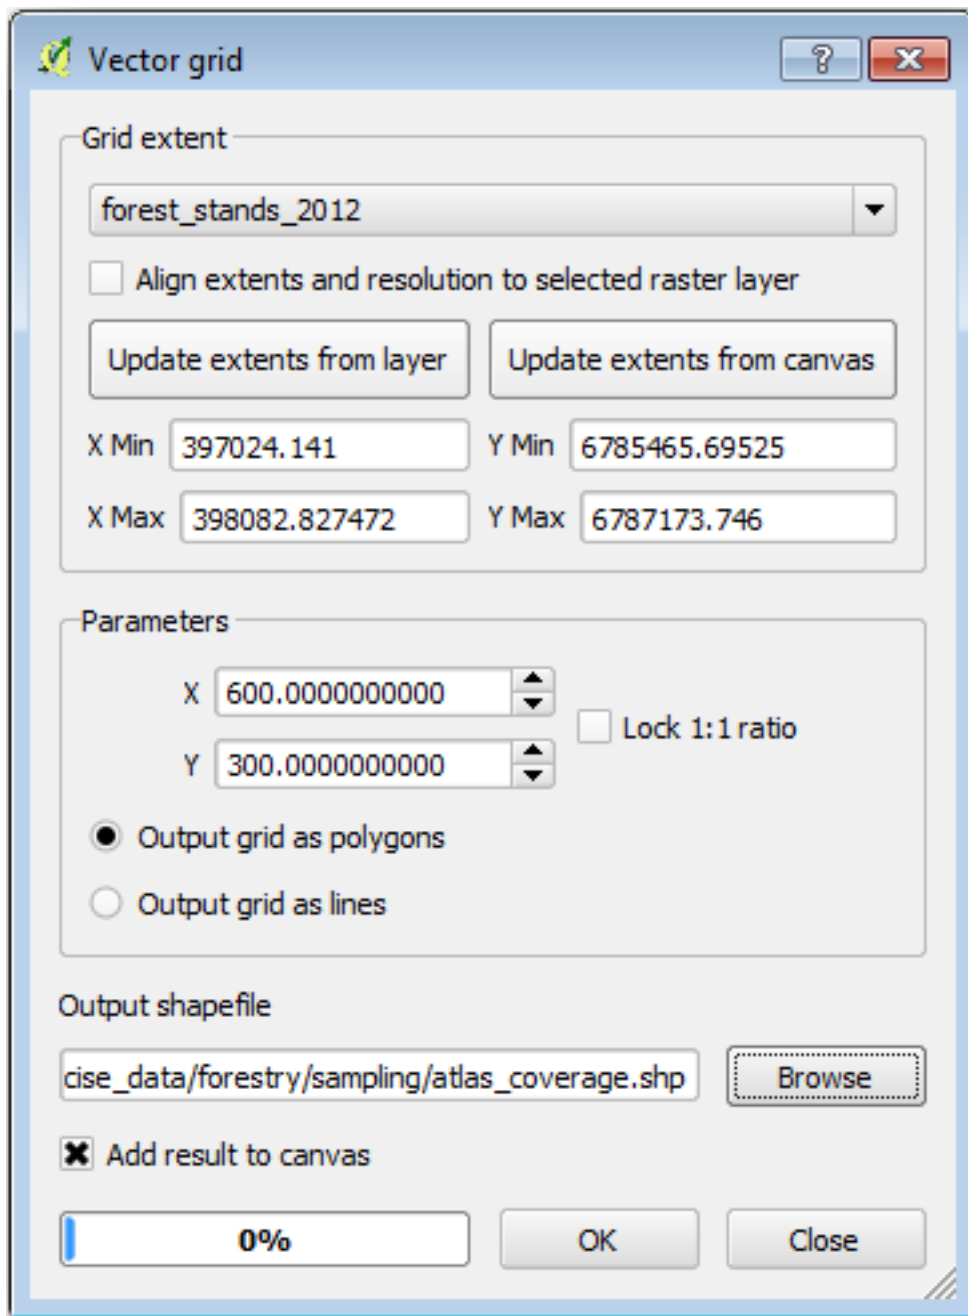 Vector grid
?
Grid extent
forest_stands_2012
Align extents and resolution to selected raster layer
Update extents from layer Update extents from canvas
X Min 397024.141 Y Min 6785465.69525
X Max 398082.827472 Y Max 6787173.746
Parameters
X 600.0000000000
Lock 1:1 ratio
Y 300.0000000000
Output grid as polygons
Output grid as lines
Output shapefile
cise_data/forestry/sampling/atlas_coverage.shp Browse
Add result to canvas
0% OK Close